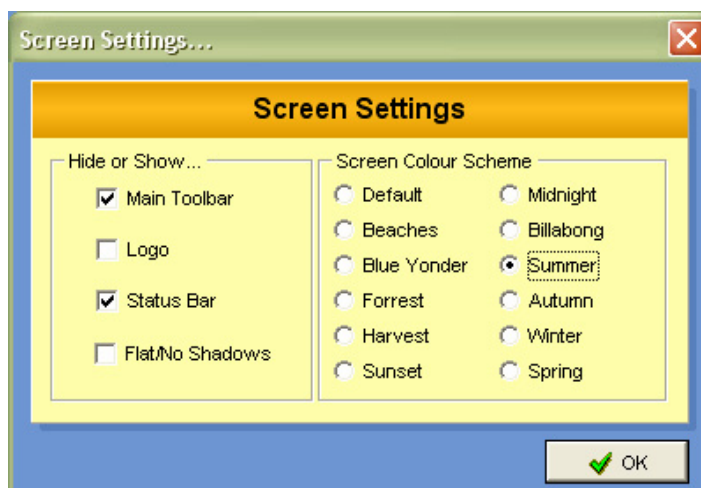 Screen Settings...
Screen Settings
Hide or Show...
Main Toolbar
Logo
Status Bar
Flat/No Shadows
Screen Colour Scheme
Default
Beaches
Blue Yonder
Forrest
Harvest
Sunset
Midnight
Billabong
Summer
Autumn
Winter
Spring
OK